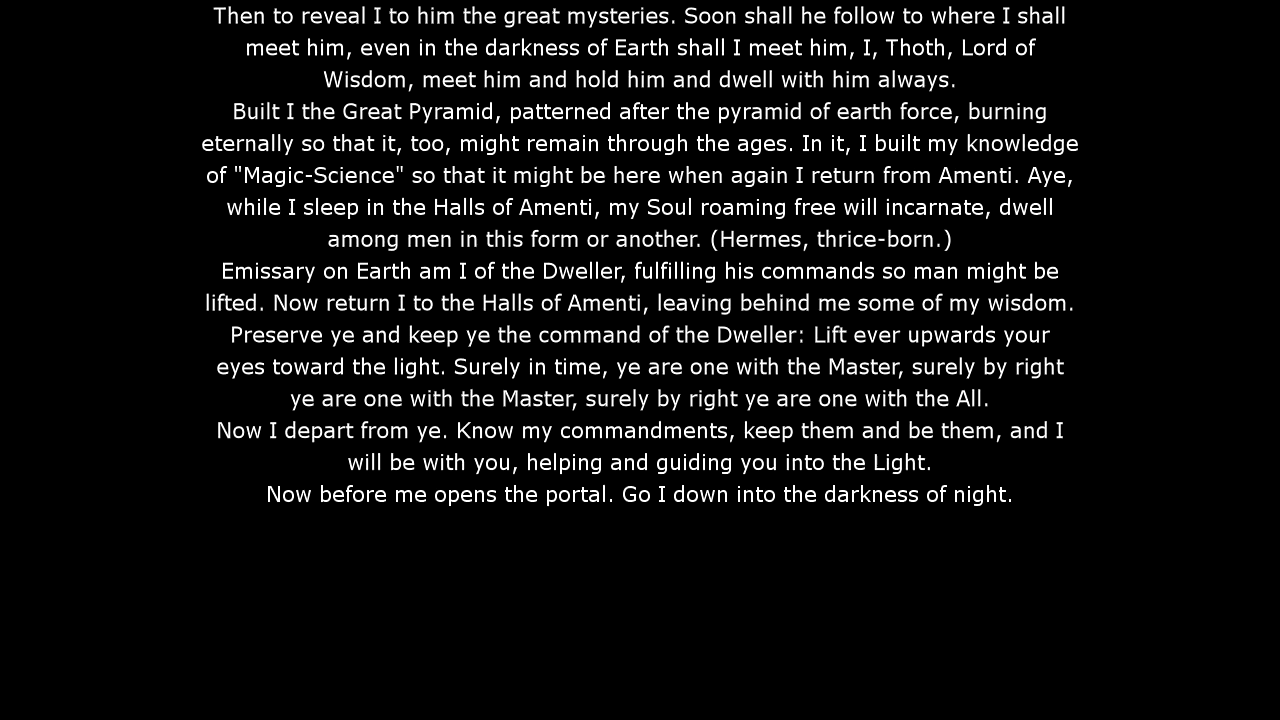 Then to reveal I to him the great mysteries. Soon shall he follow to where I shall
meet him, even in the darkness of Earth shall I meet him, I, Thoth, Lord of
Wisdom, meet him and hold him and dwell with him always.
Built I the Great Pyramid, patterned after the pyramid of earth force, burning
eternally so that it, too, might remain through the ages. In it, I built my knowledge
of "Magic-Science" so that it might be here when again I return from Amenti. Aye,
while I sleep in the Halls of Amenti, my Soul roaming free will incarnate, dwell
among men in this form or another. (Hermes, thrice-born.)
Emissary on Earth am I of the Dweller, fulfilling his commands so man might be
lifted. Now return I to the Halls of Amenti, leaving behind me some of my wisdom.
Preserve ye and keep ye the command of the Dweller: Lift ever upwards your
eyes toward the light. Surely in time, ye are one with the Master, surely by right
ye are one with the Master, surely by right ye are one with the All.
Now I depart from ye. Know my commandments, keep them and be them, and I
will be with you, helping and guiding you into the Light.
Now before me opens the portal. Go I down into the darkness of night.